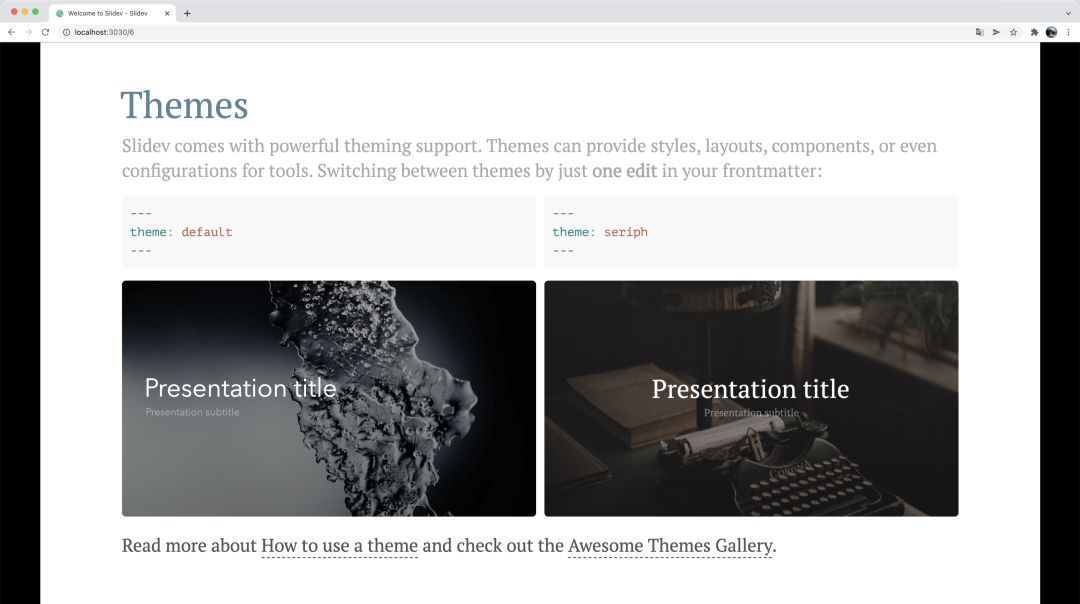 Welcome to Slidev - Slidev
localhost:3030/6
Themes
Slidev comes with powerful theming support. Themes can provide styles, layouts, components, or even
configurations for tools. Switching between themes by just one edit in your frontmatter:
---
theme: default
---
---
theme: seriph
---
Presentation title
Presentation subtitle
Presentation title
Presentation subtitle
CORONA
Read more about How to use a theme and check out the Awesome Themes Gallery.